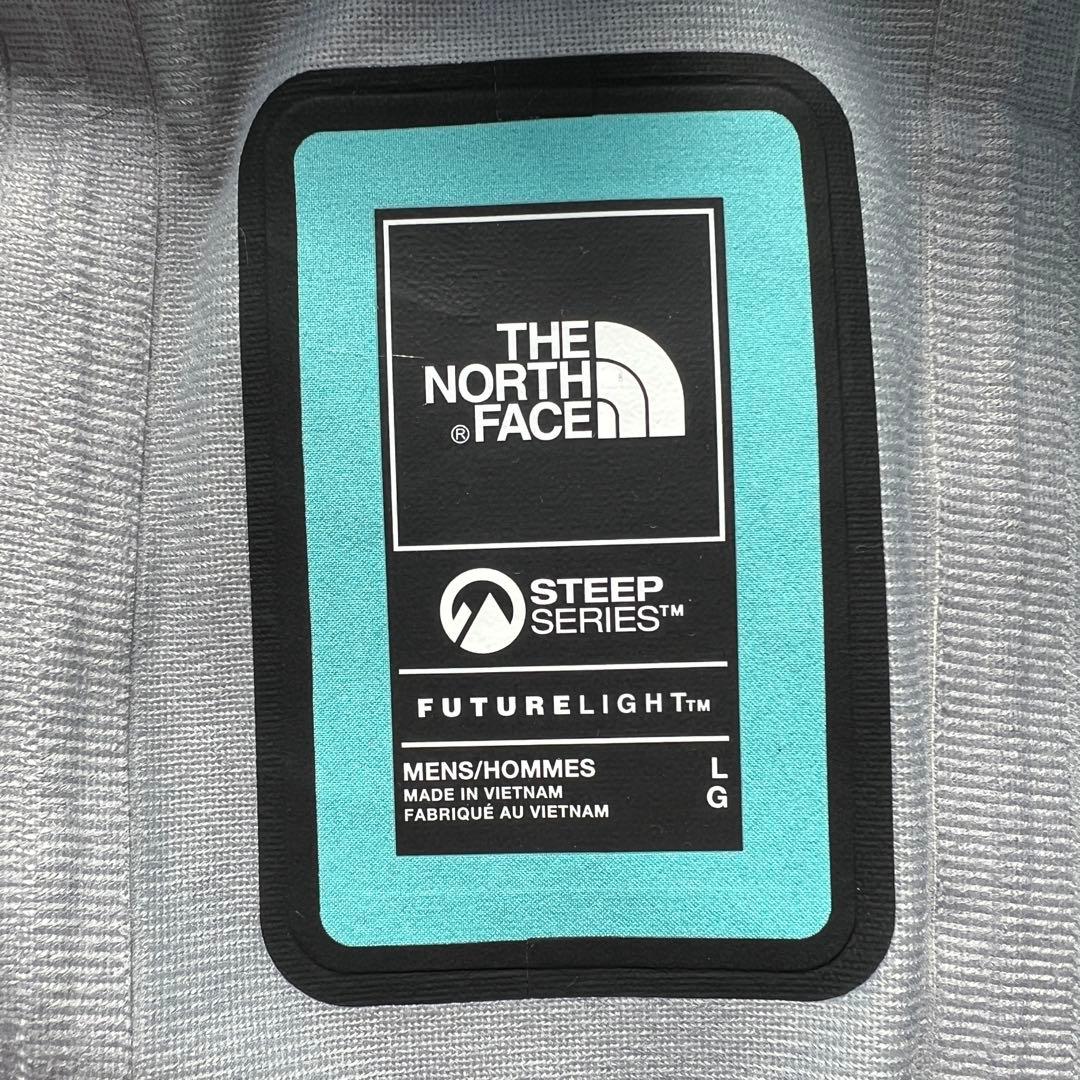 THE
NORTH
® FACE
STEEP
SERIES™
FUTURELIGHT™
MENS/HOMMES L
MADE IN VIETNAM G
FABRIQUÉ AU VIETNAM